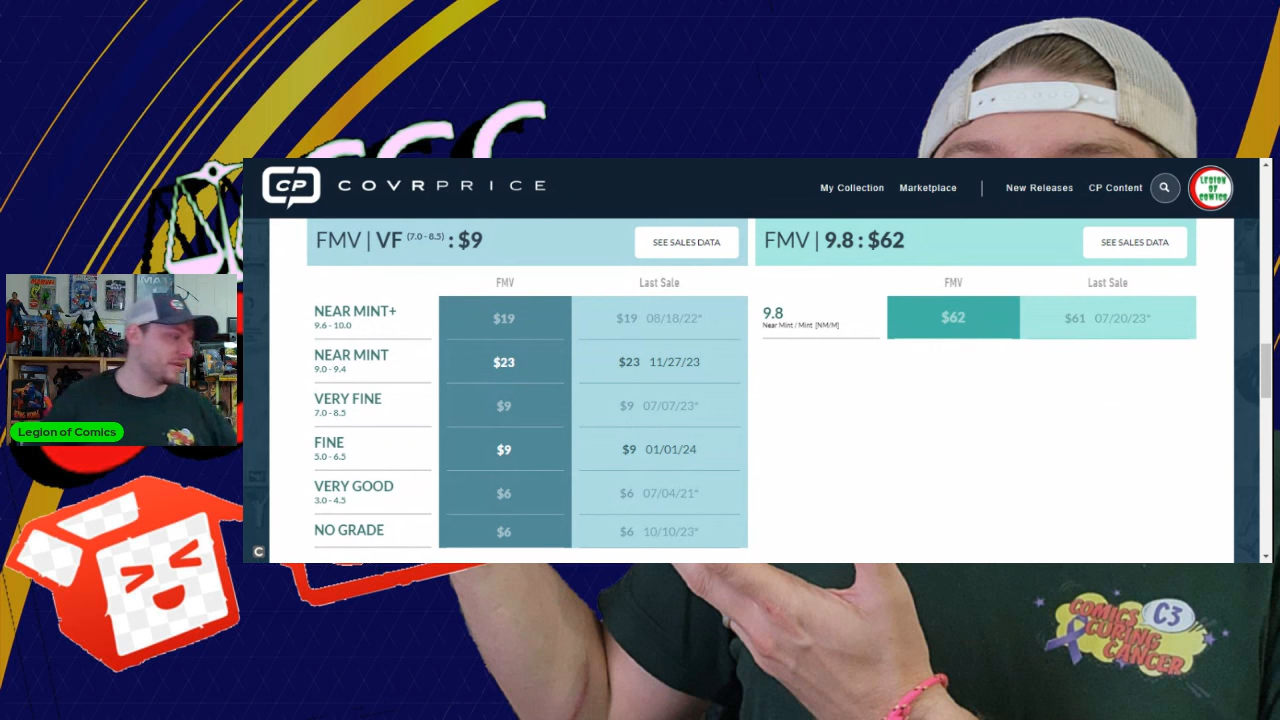 CP COVRPRICE
My Collection Marketplace New Releases CP Content
LEGION OF COMICS
FMV | VF (7.0 - 8.5) : $9
SEE SALES DATA
FMV | 9.8 : $62
SEE SALES DATA
FMV Last Sale
FMV Last Sale
NEAR MINT+ $19 $19 08/18/22*
9.6 - 10.0
NEAR MINT $23 $23 11/27/23
9.0 - 9.4
VERY FINE $9 $9 07/07/23*
7.0 - 8.5
FINE $9 $9 01/01/24
5.0 - 6.5
VERY GOOD $6 $6 07/04/21*
3.0 - 4.5
NO GRADE $6 $6 10/10/23*
9.8 $62 $61 07/20/23*
Near Mint / Mint [NM/M]
Legion of Comics
C
COMICS C3
CURING
CANCER